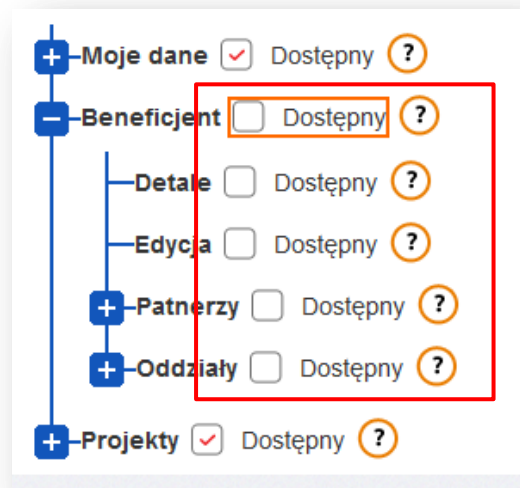 Moje dane Dostępny ?
Beneficjent Dostępny ?
Detale Dostępny ?
Edycja Dostępny ?
Patnerzy Dostępny ?
Oddziały Dostępny ?
Projekty Dostępny ?